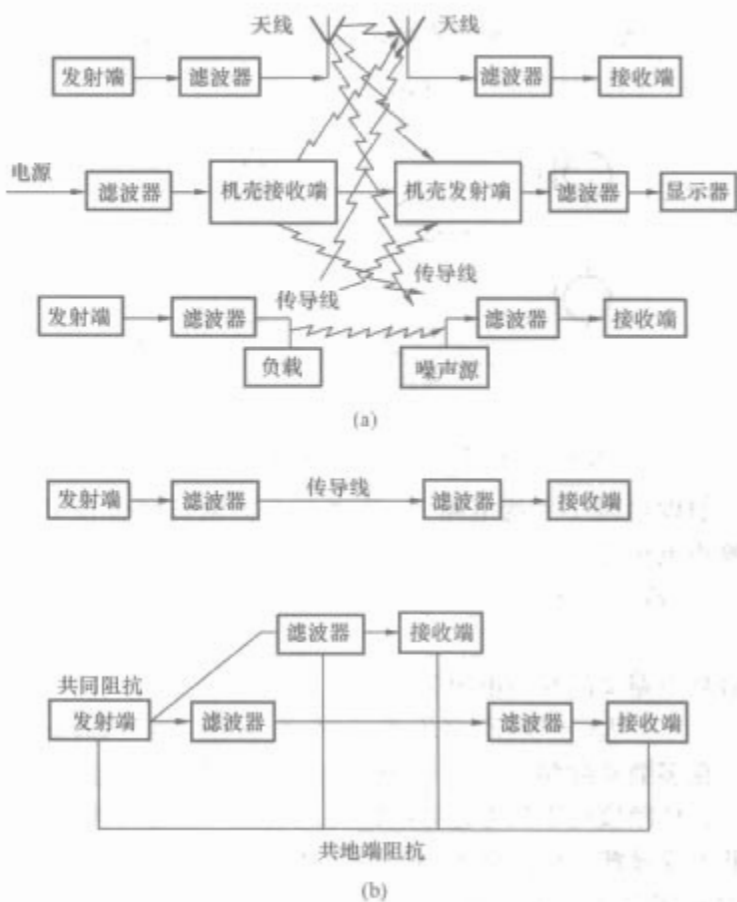 天线
天线
发射端
滤波器
滤波器
接收端
电源
滤波器
机壳接收端
机壳发射端
滤波器
显示器
传导线
传导线
发射端
滤波器
滤波器
接收端
负载
噪声源
(a)
发射端
滤波器
传导线
滤波器
接收端
滤波器
接收端
共同阻抗
发射端
滤波器
滤波器
接收端
共地端阻抗
(b)